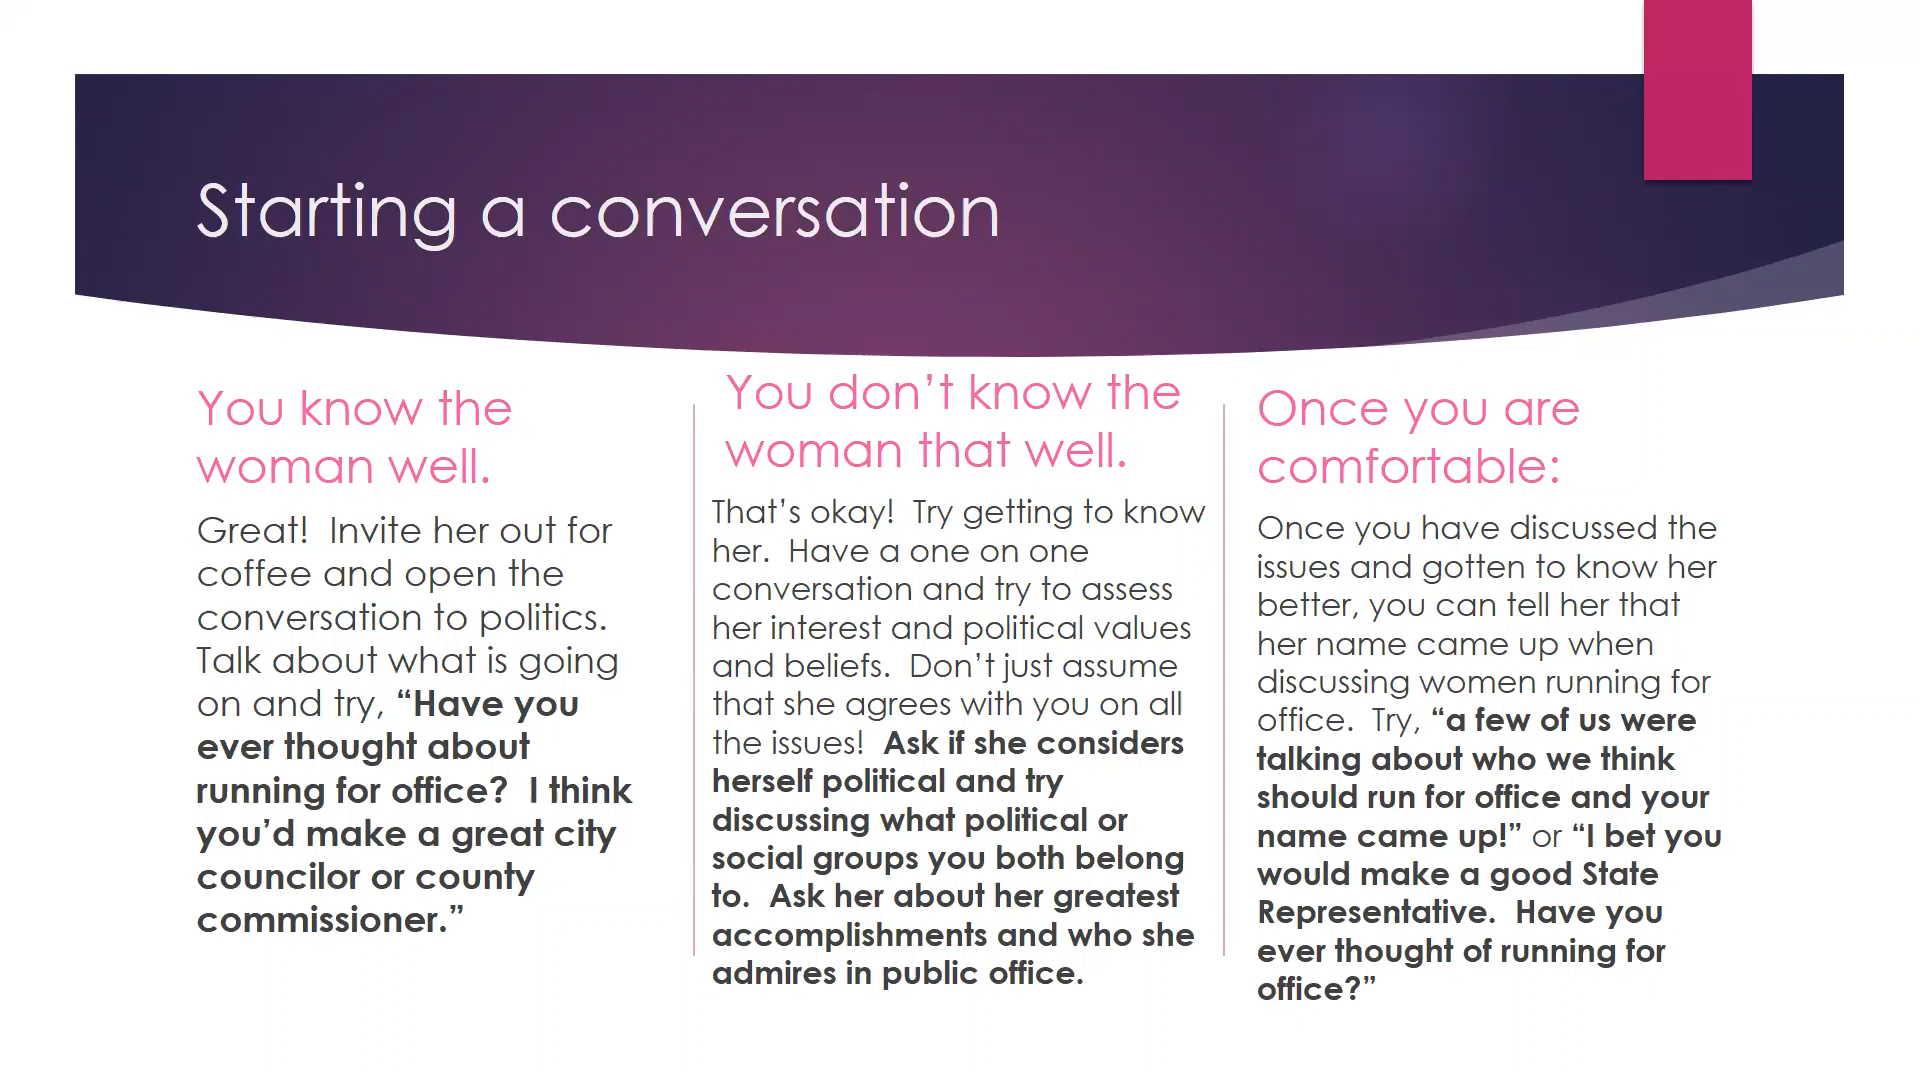 Starting a conversation
You know the
woman well.
Great!  Invite her out for
coffee and open the
conversation to politics.
Talk about what is going
on and try, “Have you
ever thought about
running for office?  I think
you’d make a great city
councilor or county
commissioner.”
You don’t know the
woman that well.
That’s okay!  Try getting to know
her.  Have a one on one
conversation and try to assess
her interest and political values
and beliefs.  Don’t just assume
that she agrees with you on all
the issues!  Ask if she considers
herself political and try
discussing what political or
social groups you both belong
to.  Ask her about her greatest
accomplishments and who she
admires in public office.
Once you are
comfortable:
Once you have discussed the
issues and gotten to know her
better, you can tell her that
her name came up when
discussing women running for
office.  Try, “a few of us were
talking about who we think
should run for office and your
name came up!” or “I bet you
would make a good State
Representative.  Have you
ever thought of running for
office?”